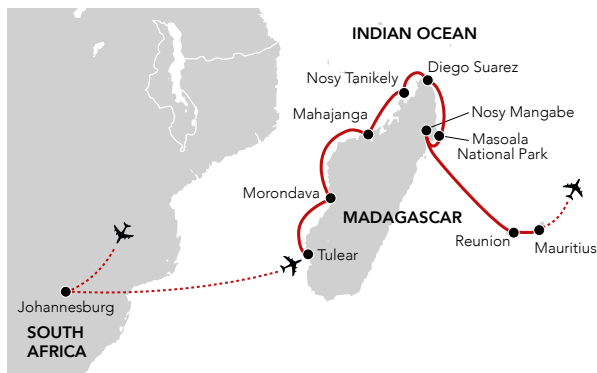 INDIAN OCEAN
Diego Suarez
Nosy Tanikely
Nosy Mangabe
Mahajanga
Masoala
National Park
Morondava
MADAGASCAR
Reunion
Mauritius
Tulear
Johannesburg
SOUTH
AFRICA